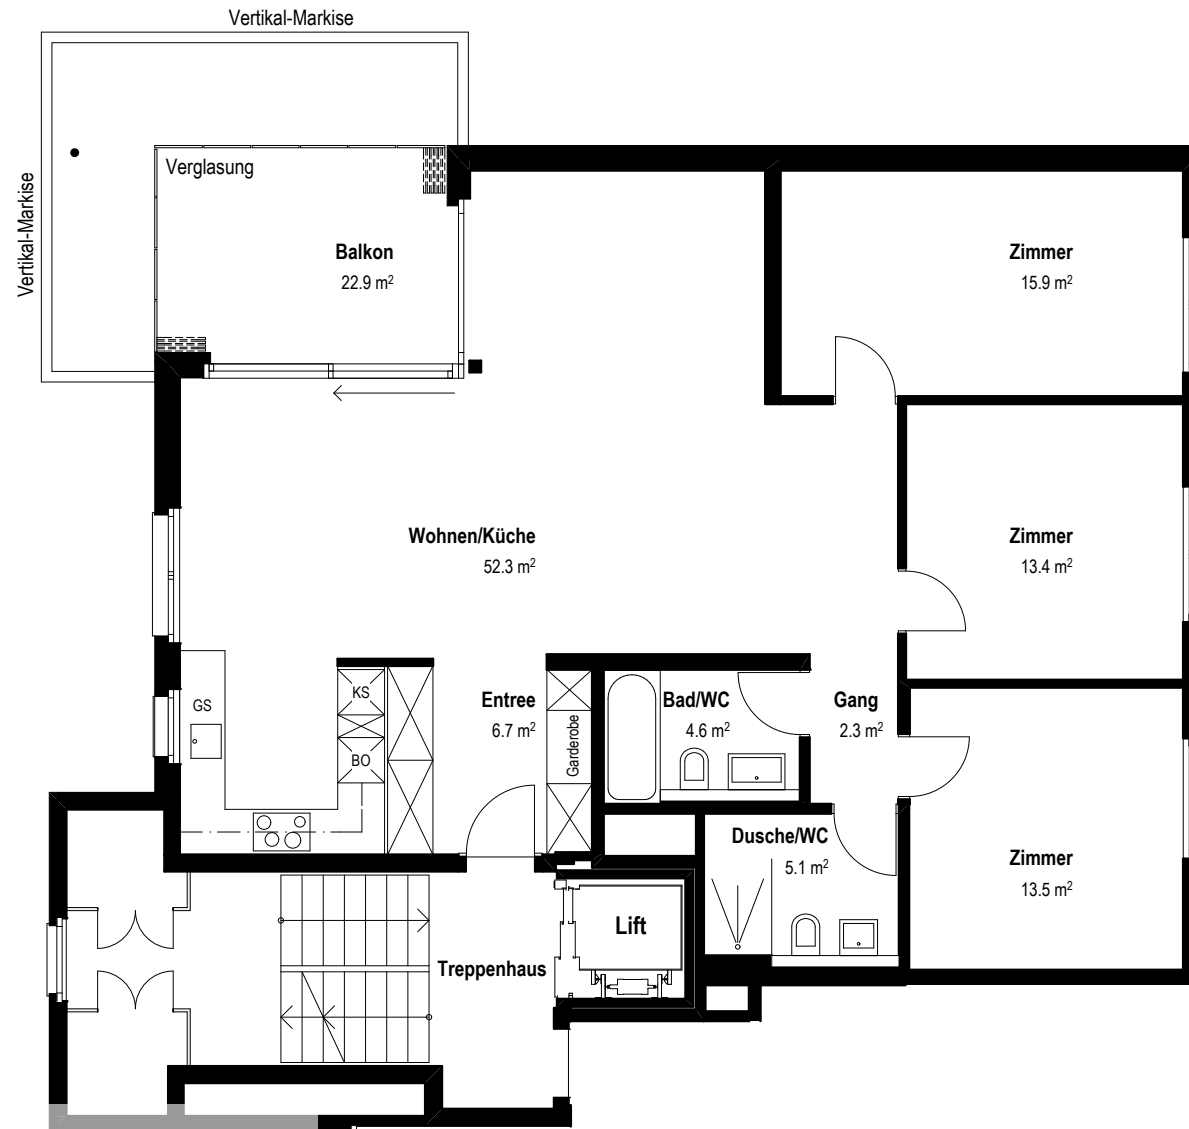 Vertikal-Markise
Vertikal-Markise
Verglasung
Balkon
22.9 m²
Zimmer
15.9 m²
Wohnen/Küche
52.3 m²
Zimmer
13.4 m²
GS
KS
BO
Entree
6.7 m²
Garderobe
Bad/WC
4.6 m²
Gang
2.3 m²
Dusche/WC
5.1 m²
Zimmer
13.5 m²
Lift
Treppenhaus